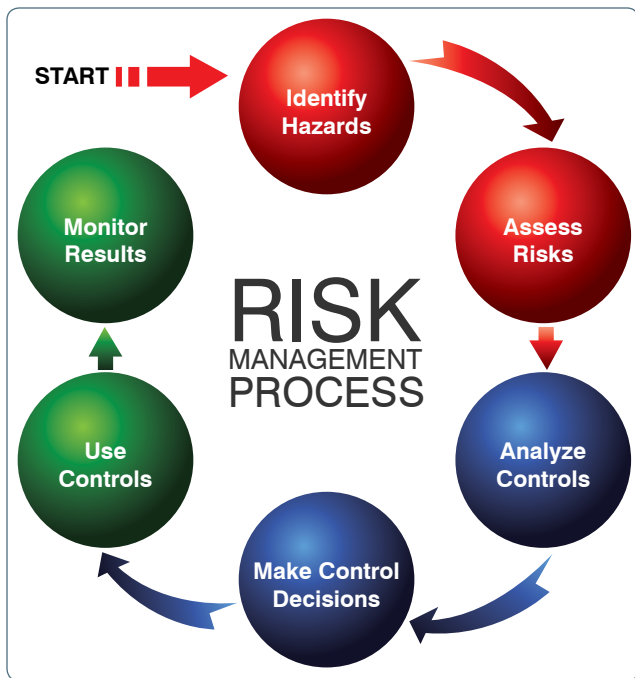 START
Identify
Hazards
Assess
Risks
Analyze
Controls
Make Control
Decisions
Use
Controls
Monitor
Results
RISK
MANAGEMENT
PROCESS